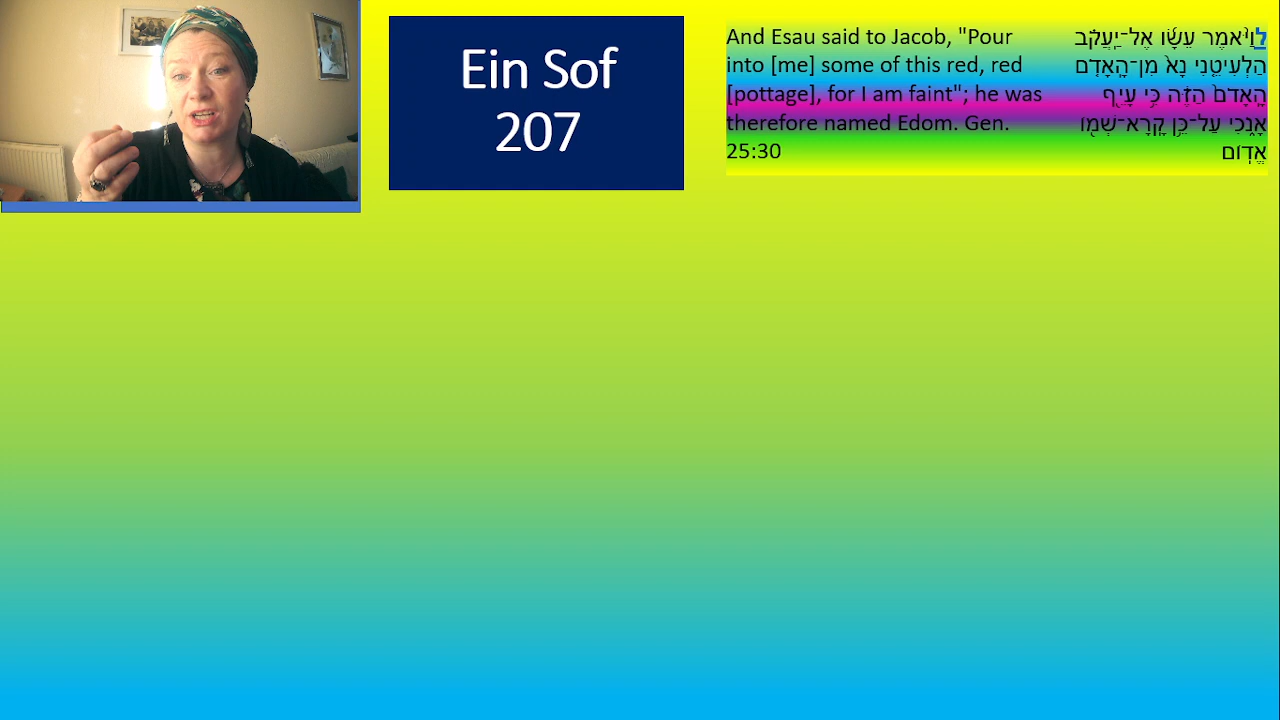 Ein Sof
207
And Esau said to Jacob, "Pour
into [me] some of this red, red
[pottage], for I am faint"; he was
therefore named Edom. Gen.
25:30
לוַיֹּ֨אמֶר עֵשָׂ֜ו אֶל־יַֽעֲקֹ֗ב
הַלְעִיטֵ֤נִי נָא֙ מִן־הָֽאָדֹ֤ם
הָֽאָדֹם֙ הַזֶּ֔ה כִּ֥י עָיֵ֖ף
אָנֹ֑כִי עַל־כֵּ֥ן קָרָֽא־שְׁמ֖וֹ
אֱדֽוֹם